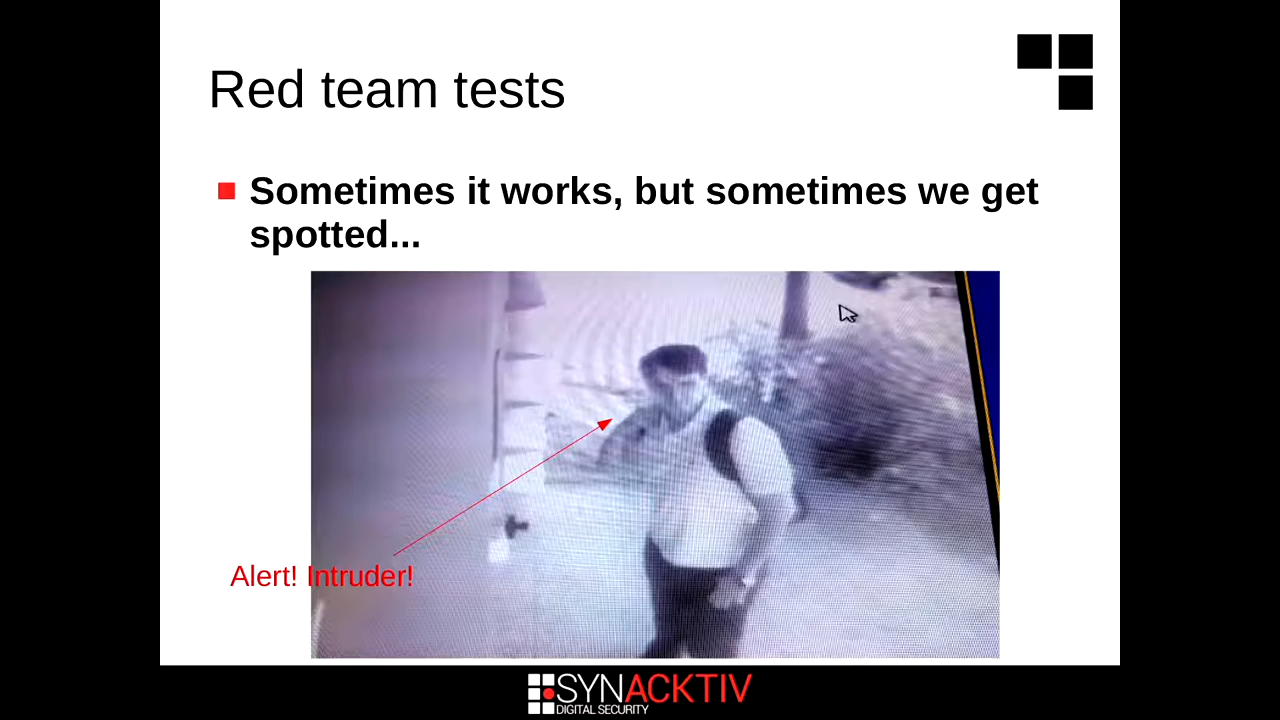 Red team tests
Sometimes it works, but sometimes we get
spotted...
Alert! Intruder!
SYNACKTIV
DIGITAL SECURITY